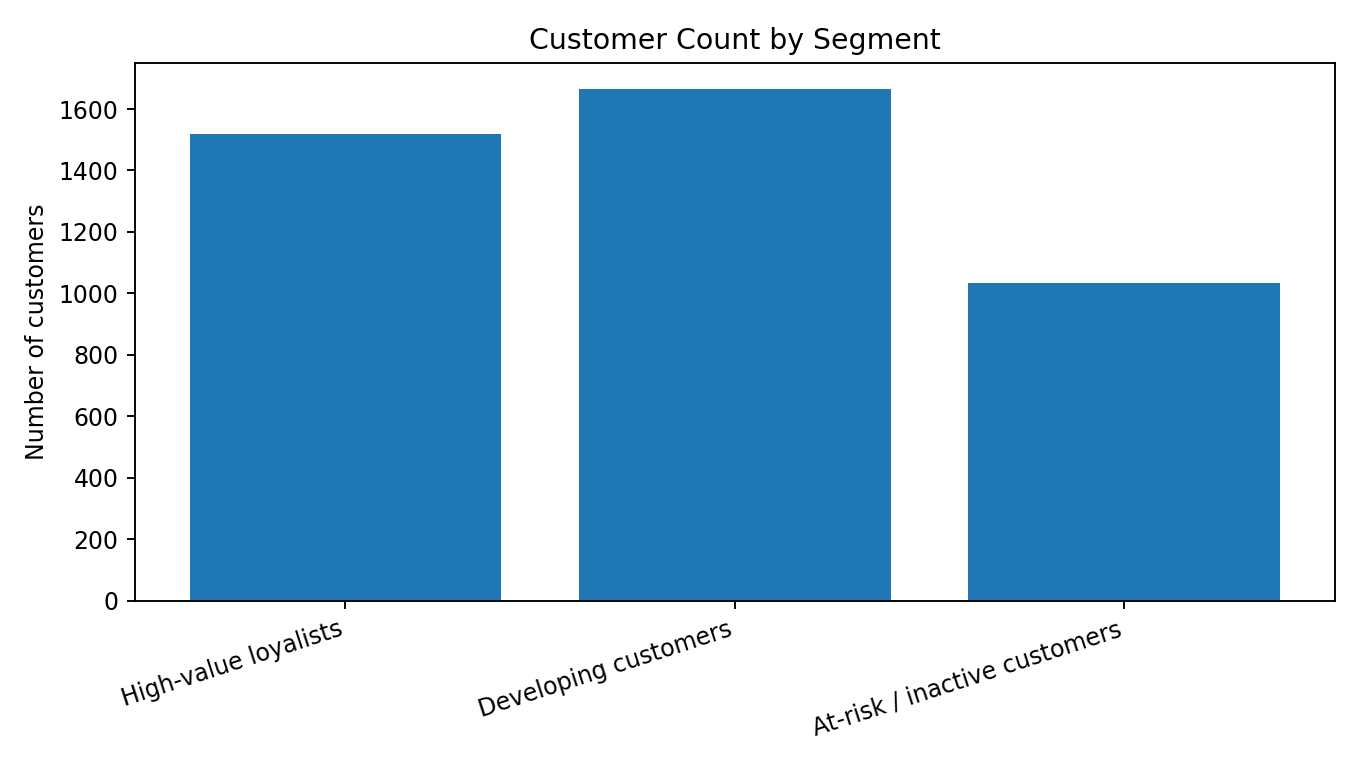 Customer Count by Segment
Number of customers
1600
1400
1200
1000
800
600
400
200
0
High-value loyalists
Developing customers
At-risk / inactive customers